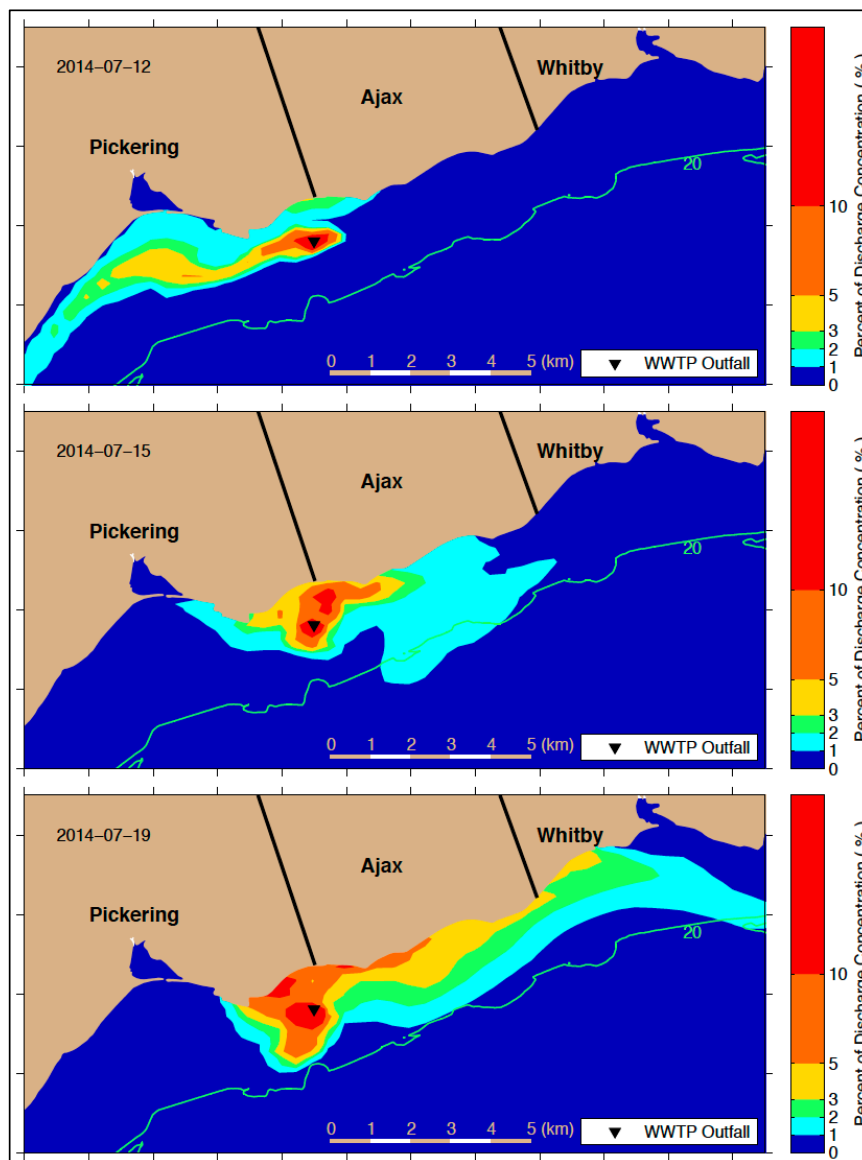 2014-07-12
Pickering
Ajax
Whitby
20
0 1 2 3 4 5 (km)
WWTP Outfall
10
5
3
2
1
0
Percent of Discharge Concentration ( % )
2014-07-15
Pickering
Ajax
Whitby
20
0 1 2 3 4 5 (km)
WWTP Outfall
10
5
3
2
1
0
Percent of Discharge Concentration ( % )
2014-07-19
Pickering
Ajax
Whitby
20
0 1 2 3 4 5 (km)
WWTP Outfall
10
5
3
2
1
0
Percent of Discharge Concentration ( % )